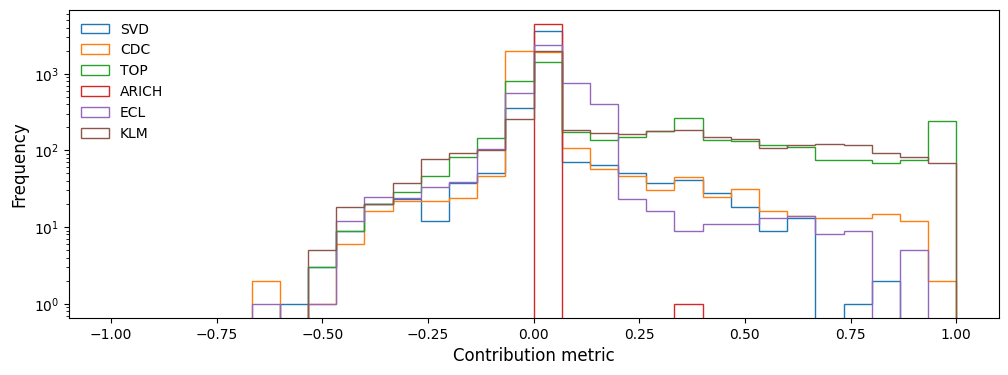 SVD
CDC
TOP
ARICH
ECL
KLM
Frequency
10³
10²
10¹
10⁰
−1.00 −0.75 −0.50 −0.25 0.00 0.25 0.50 0.75 1.00
Contribution metric